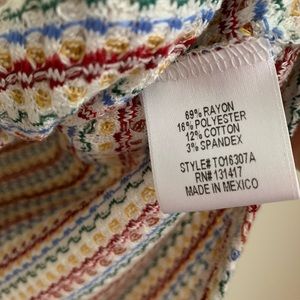 69% RAYON
16% POLYESTER
12% COTTON
3% SPANDEX
STYLE# TO16307A
RN# 131417
MADE IN MEXICO